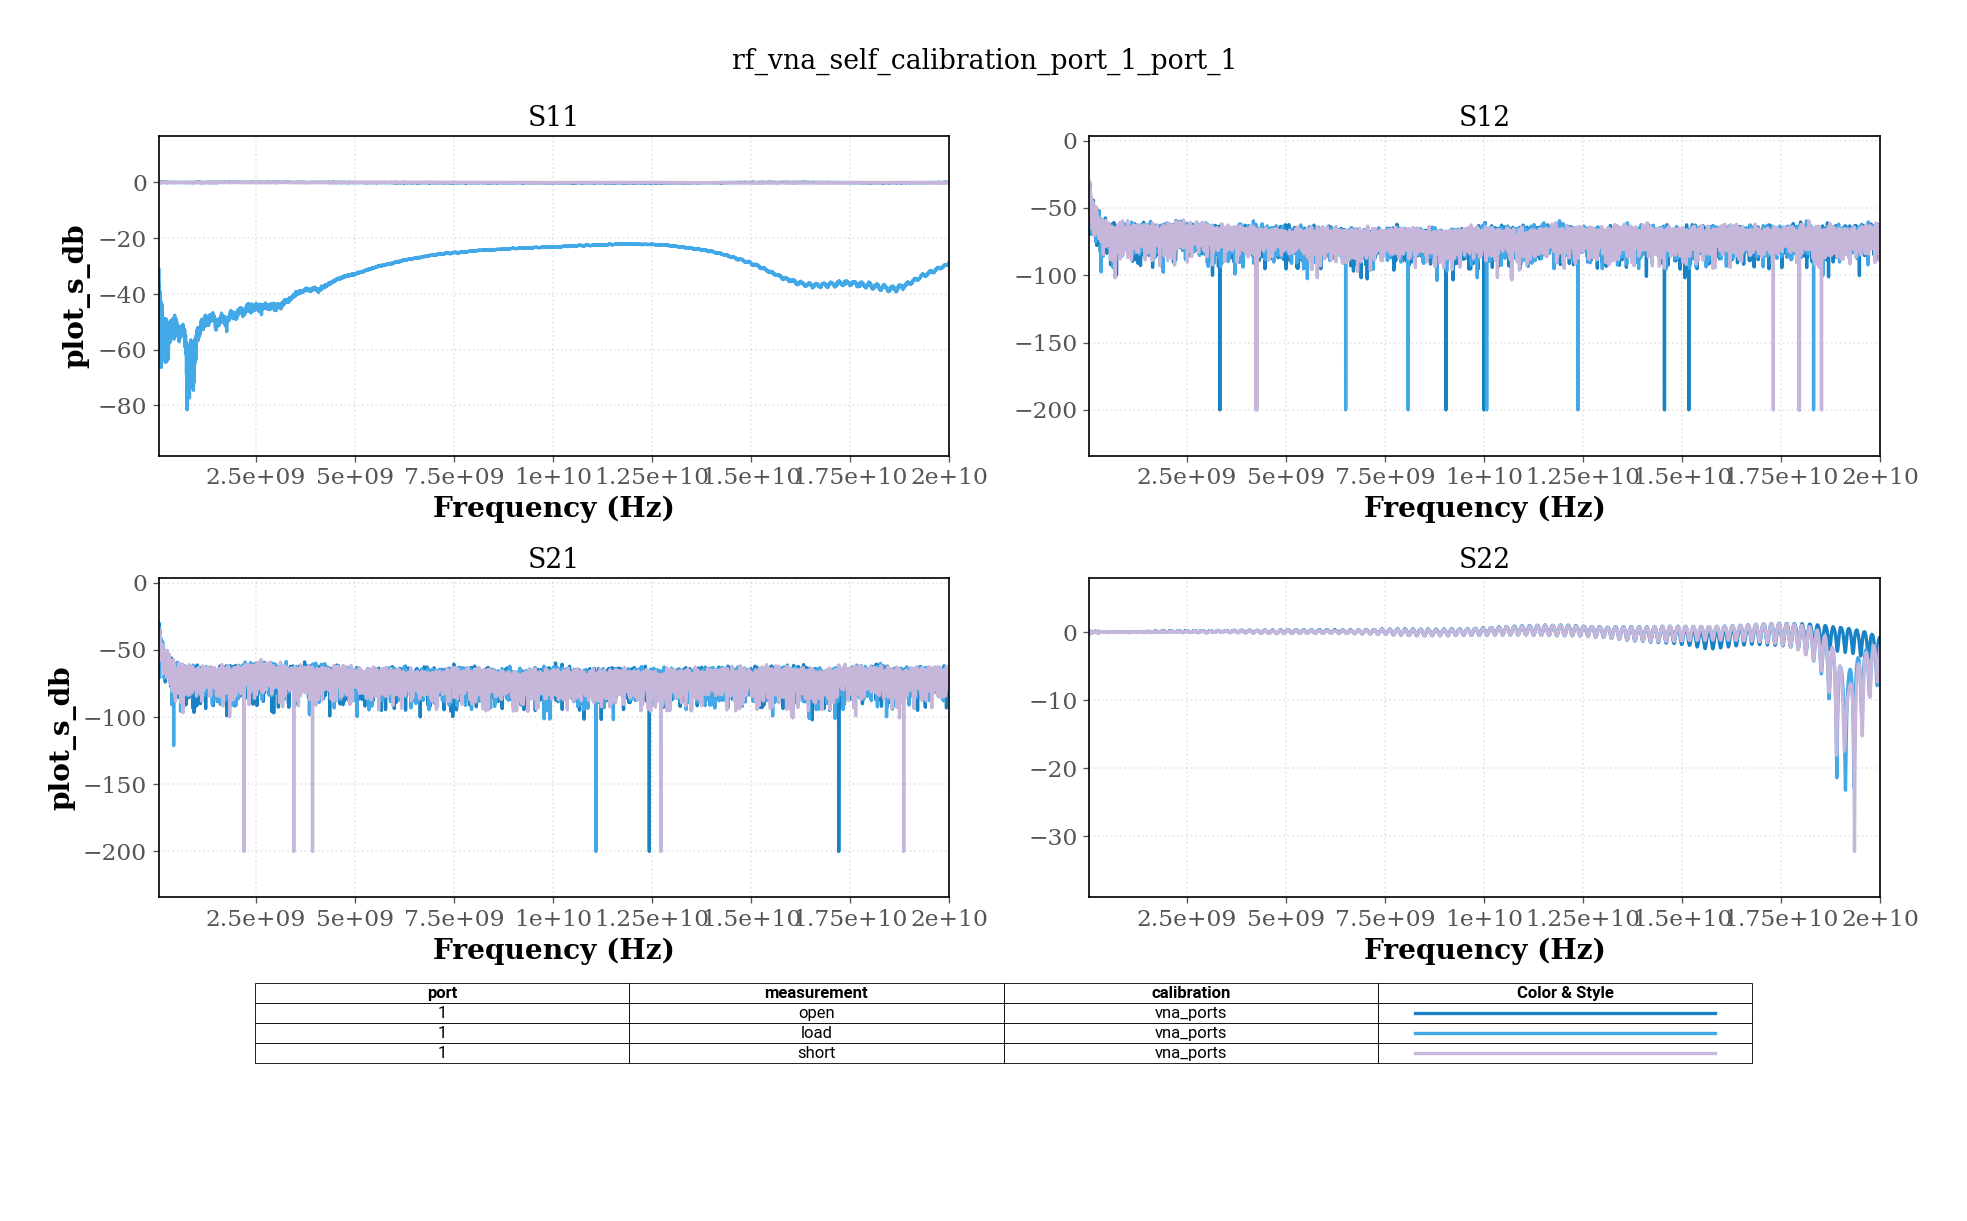 rf_vna_self_calibration_port_1_port_1
S11
0
−20
−40
−60
−80
plot_s_db
2.5e+09 5e+09 7.5e+09 1e+10 1.25e+10 1.5e+10 1.75e+10 2e+10
Frequency (Hz)
S12
0
−50
−100
−150
−200
2.5e+09 5e+09 7.5e+09 1e+10 1.25e+10 1.5e+10 1.75e+10 2e+10
Frequency (Hz)
S21
0
−50
−100
−150
−200
plot_s_db
2.5e+09 5e+09 7.5e+09 1e+10 1.25e+10 1.5e+10 1.75e+10 2e+10
Frequency (Hz)
S22
0
−10
−20
−30
2.5e+09 5e+09 7.5e+09 1e+10 1.25e+10 1.5e+10 1.75e+10 2e+10
Frequency (Hz)
port measurement calibration Color & Style
1 open vna_ports
1 load vna_ports
1 short vna_ports